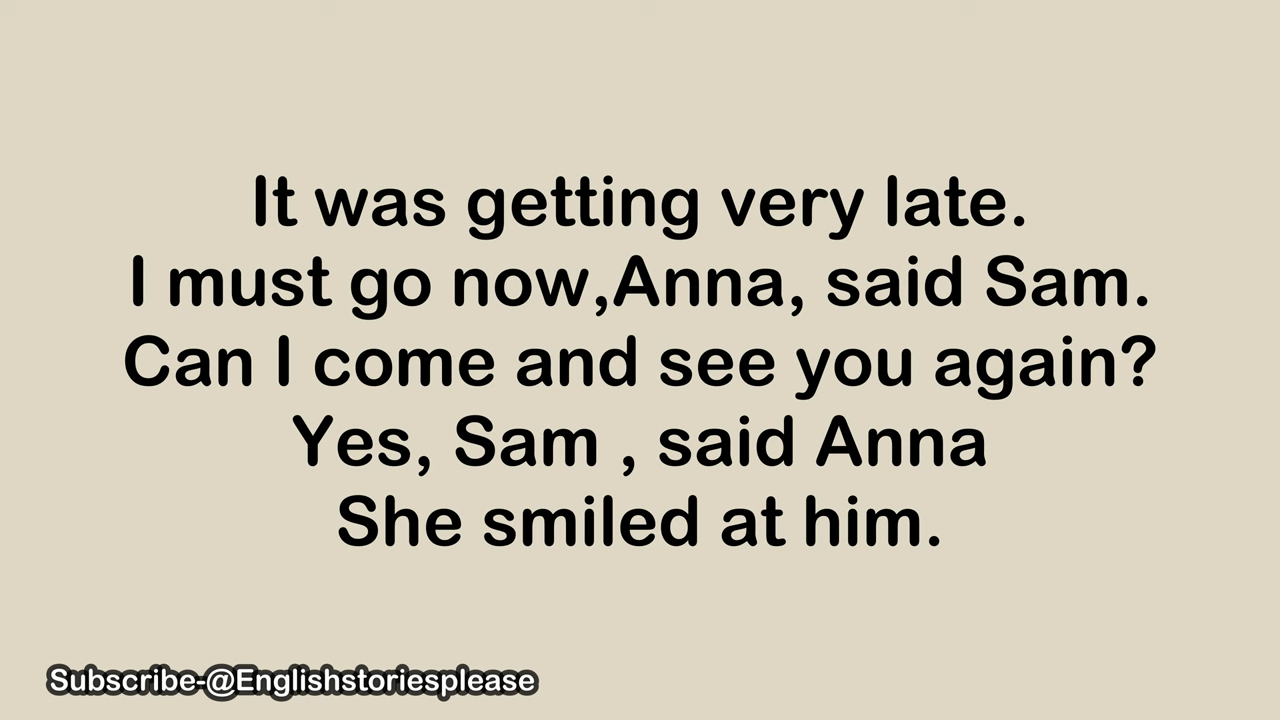 It was getting very late.
I must go now,Anna, said Sam.
Can I come and see you again?
Yes, Sam , said Anna
She smiled at him.
Subscribe-@Englishstoriesplease